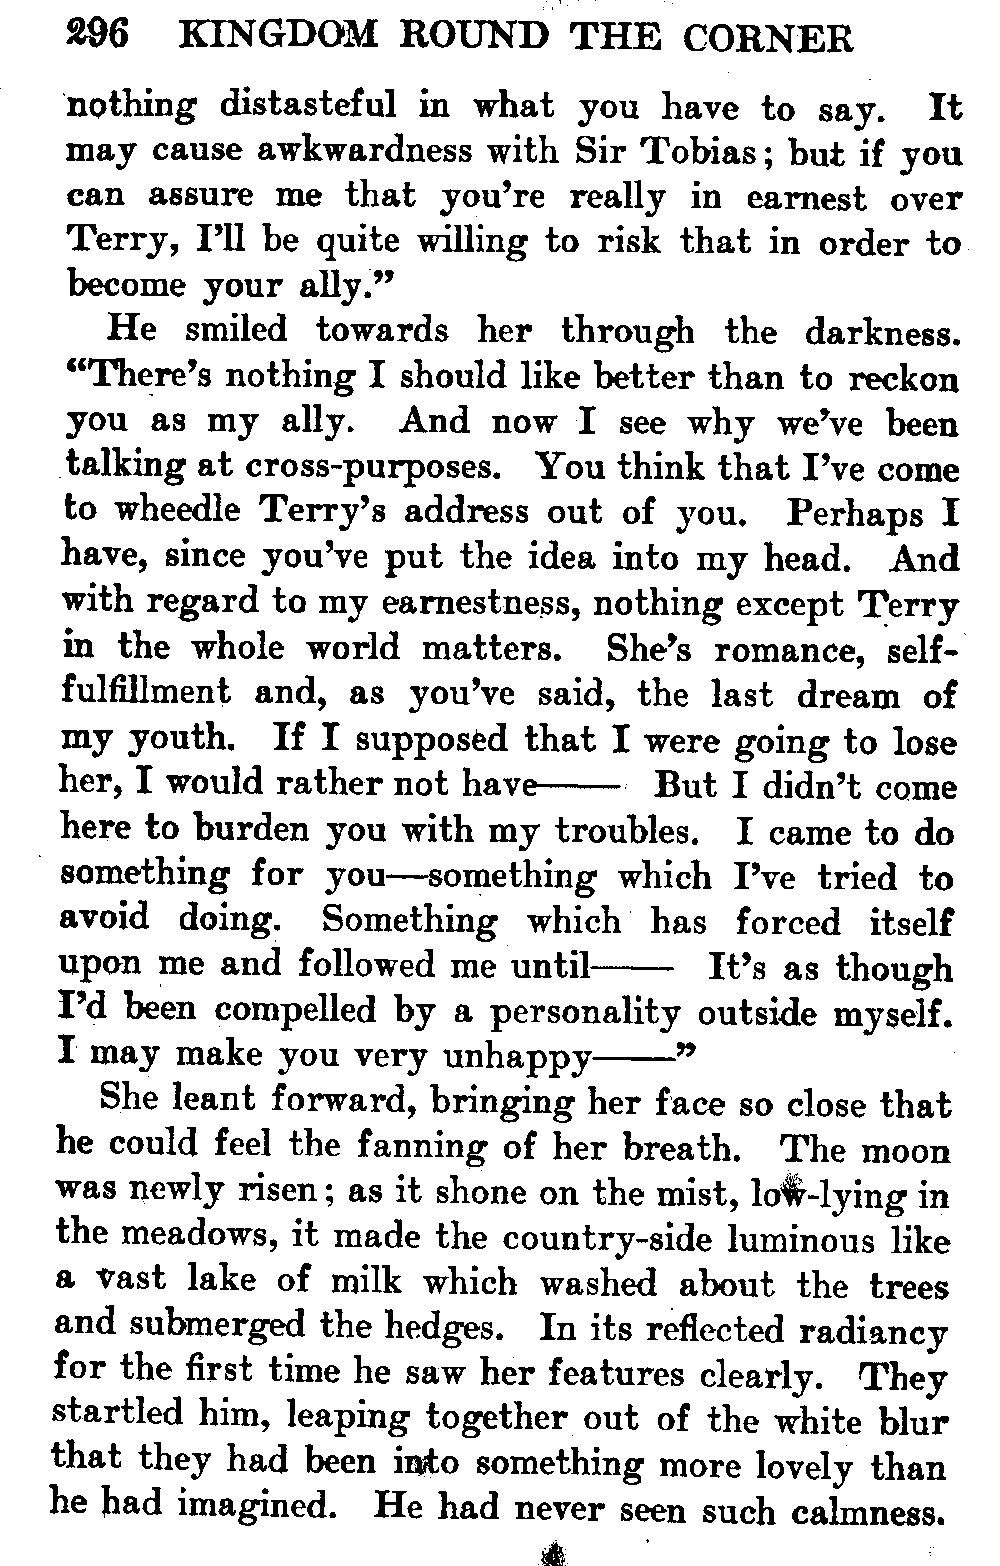 296 KINGDOM ROUND THE CORNER
nothing distasteful in what you have to say. It
may cause awkwardness with Sir Tobias; but if you
can assure me that you're really in earnest over
Terry, I'll be quite willing to risk that in order to
become your ally."
He smiled towards her through the darkness.
"There's nothing I should like better than to reckon
you as my ally. And now I see why we've been
talking at cross-purposes. You think that I've come
to wheedle Terry's address out of you. Perhaps I
have, since you've put the idea into my head. And
with regard to my earnestness, nothing except Terry
in the whole world matters. She's romance, self-
fulfillment and, as you've said, the last dream of
my youth. If I supposed that I were going to lose
her, I would rather not have—— But I didn't come
here to burden you with my troubles. I came to do
something for you—something which I've tried to
avoid doing. Something which has forced itself
upon me and followed me until—— It's as though
I'd been compelled by a personality outside myself.
I may make you very unhappy——"
She leant forward, bringing her face so close that
he could feel the fanning of her breath. The moon
was newly risen; as it shone on the mist, low-lying in
the meadows, it made the country-side luminous like
a vast lake of milk which washed about the trees
and submerged the hedges. In its reflected radiancy
for the first time he saw her features clearly. They
startled him, leaping together out of the white blur
that they had been into something more lovely than
he had imagined. He had never seen such calmness.